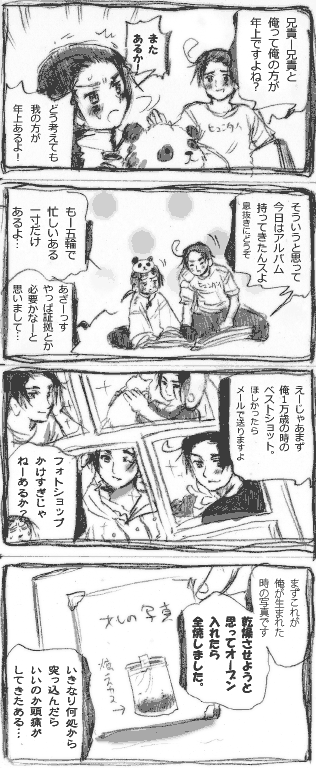 兄貴ー兄貴と
俺って俺の方が
年上ですよね？
また
あるかー
ヒュンダイ
どう考えても
我の方が
年上あるよ！
そういうと思って
今日はアルバム
持ってきたんスよ
息抜きにどうぞ
もー五輪で
忙しいある
一寸だけ
あるよ…
あざーっす
やっぱ証拠とか
必要かなーと
思いまして…
えーじゃあまず
俺1万歳の時の
ベストショット。
ほしかったら
メールで送りますよ
フォトショップ
かけすぎじゃ
ねーあるか？
まずこれが
俺が生まれた
時の写真です
乾燥させようと
思ってオーブン
入れたら
全焼しました。
オレの写真
いきなり何処から
突っ込んだら
いいのか頭痛が
してきたある…